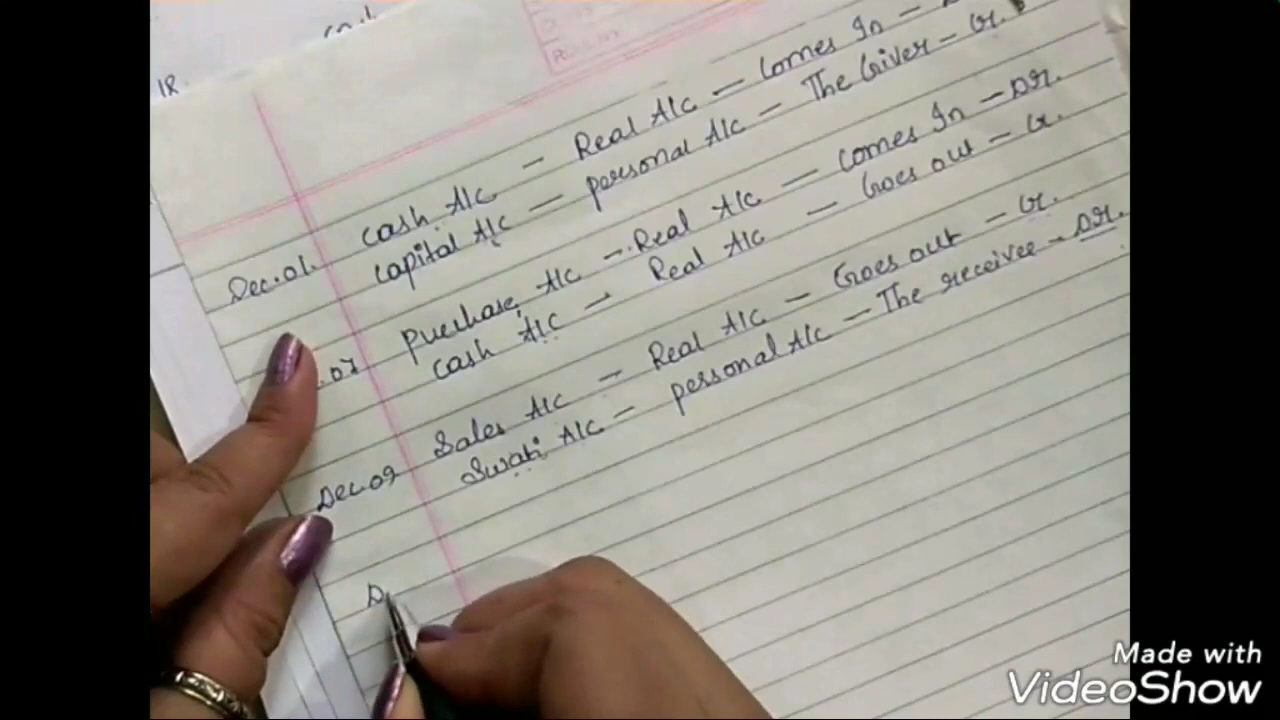 18.
Cash A/c - Real A/c - Comes In -
Dec.01. Capital A/c - personal A/c - The Giver - Cr.
.07 Purchase A/c - Real A/c - Comes In - Dr.
Cash A/c - Real A/c - Goes out - Cr.
Dec.09 Sales A/c - Real A/c - Goes out - Cr.
Swati A/c - personal A/c - The receiver - Dr.
D
Made with
VideoShow